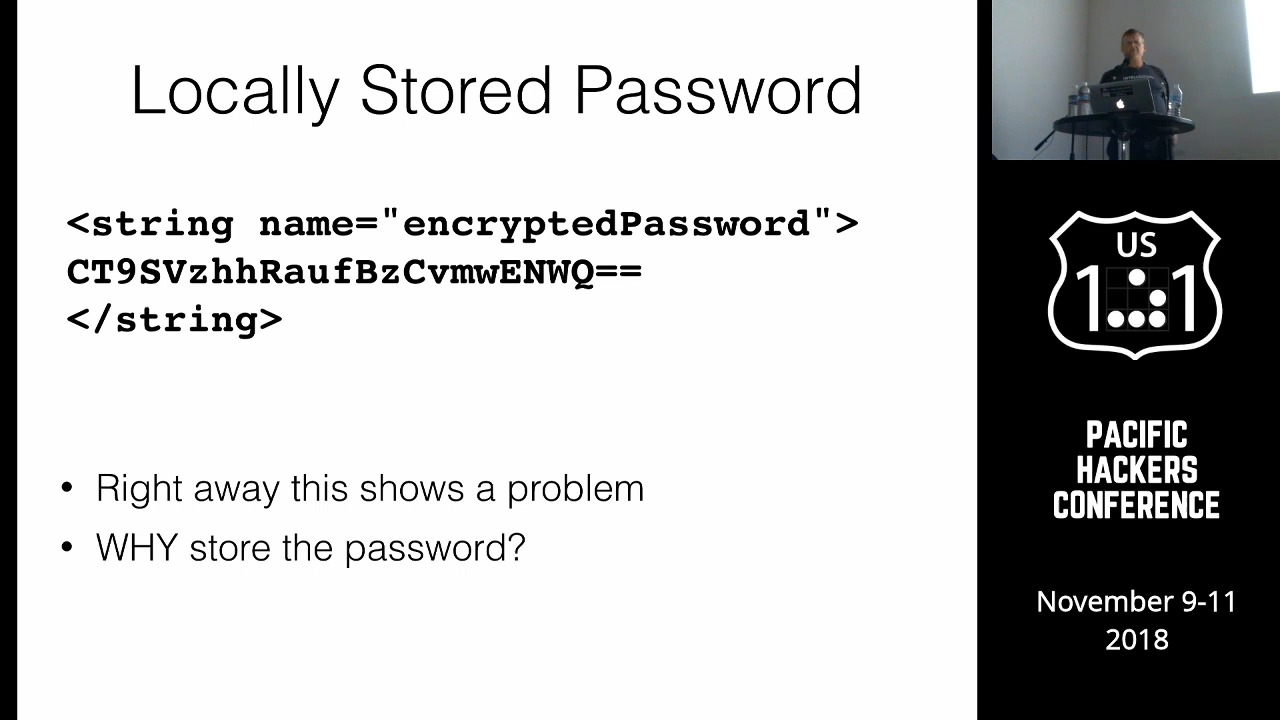 Locally Stored Password
<string name="encryptedPassword">
CT9SVzhhRaufBzCvmwENWQ==
</string>
• Right away this shows a problem
• WHY store the password?
US
1 1
PACIFIC
HACKERS
CONFERENCE
November 9-11
2018